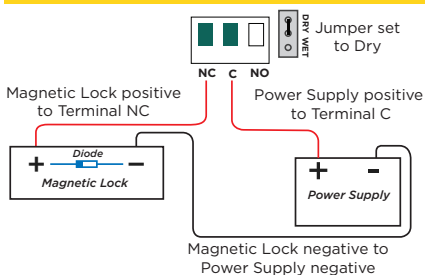 DRY WET
Jumper set
to Dry
NC C NO
Magnetic Lock positive
to Terminal NC
Power Supply positive
to Terminal C
+ Diode -
Magnetic Lock
+ -
Power Supply
Magnetic Lock negative to
Power Supply negative